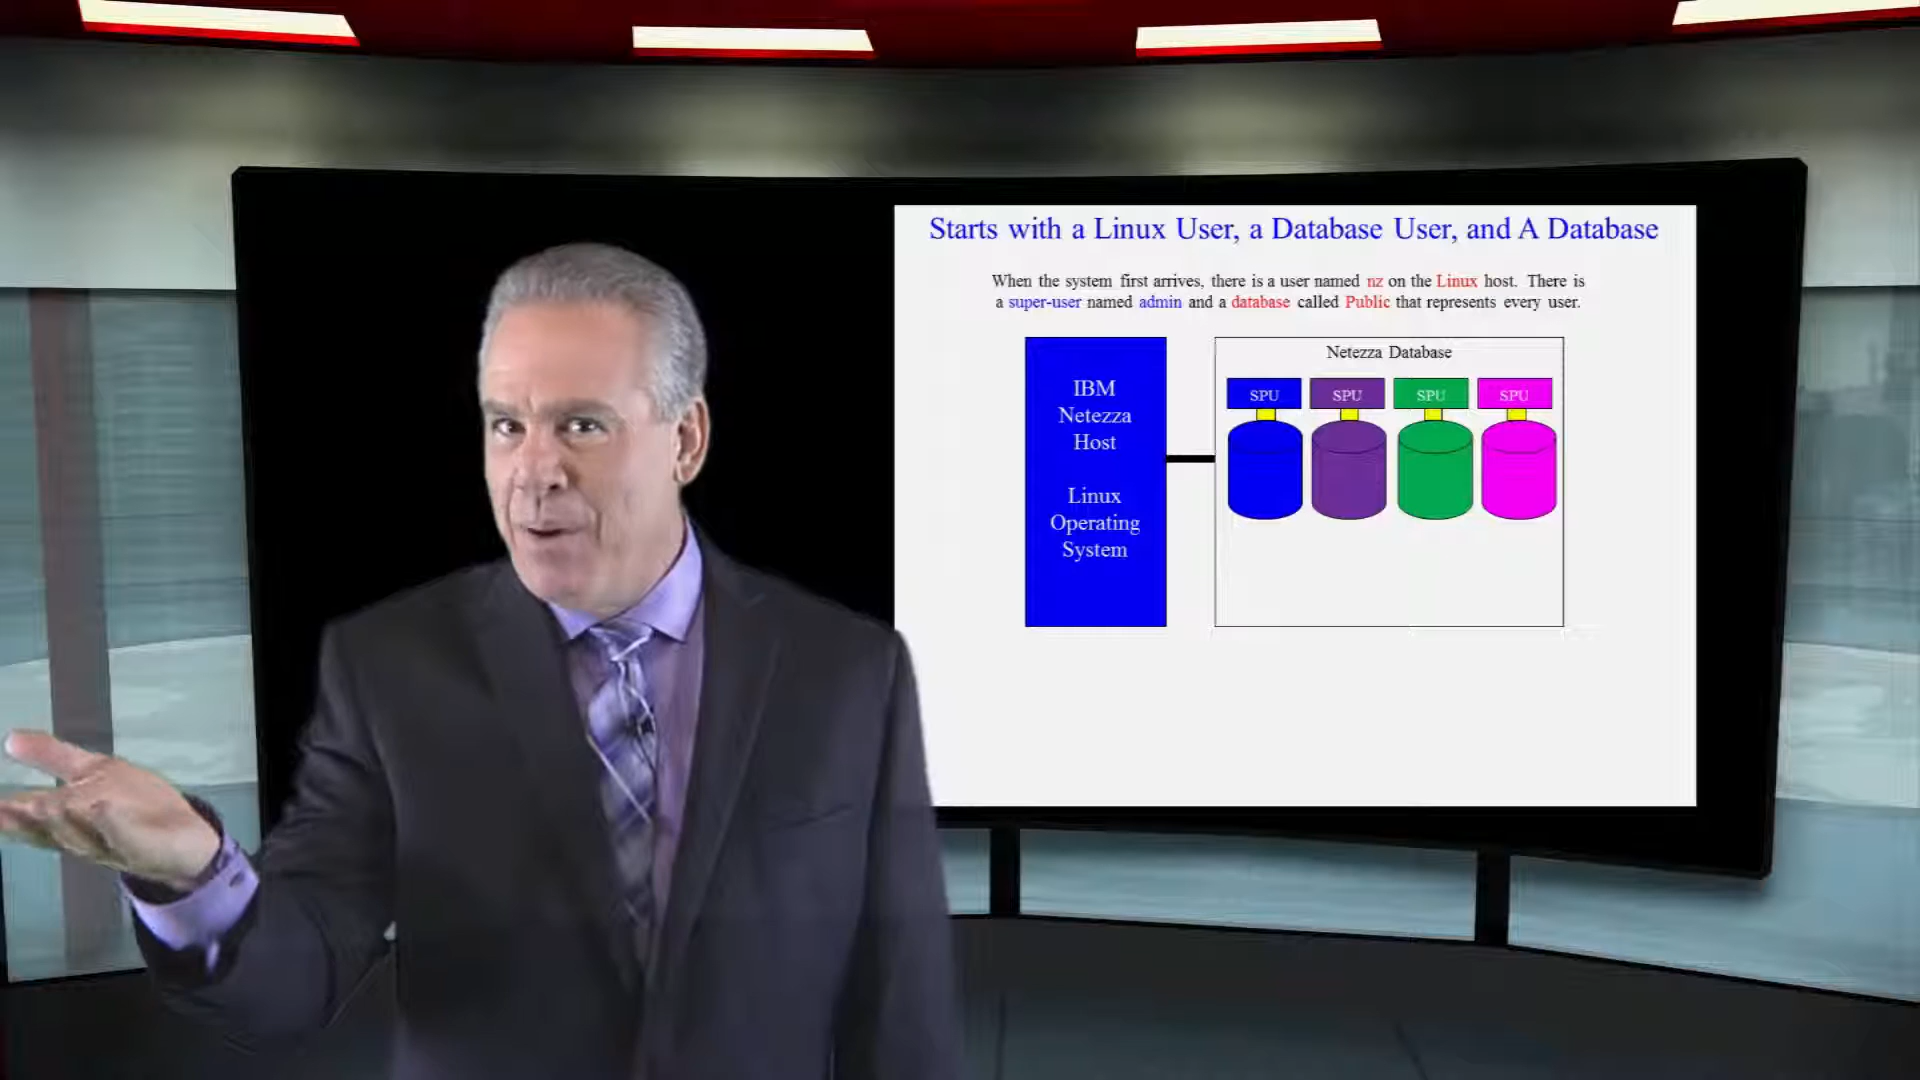 Starts with a Linux User, a Database User, and A Database
When the system first arrives, there is a user named nz on the Linux host. There is
a super-user named admin and a database called Public that represents every user.
IBM
Netezza
Host
Linux
Operating
System
Netezza Database
SPU SPU SPU SPU